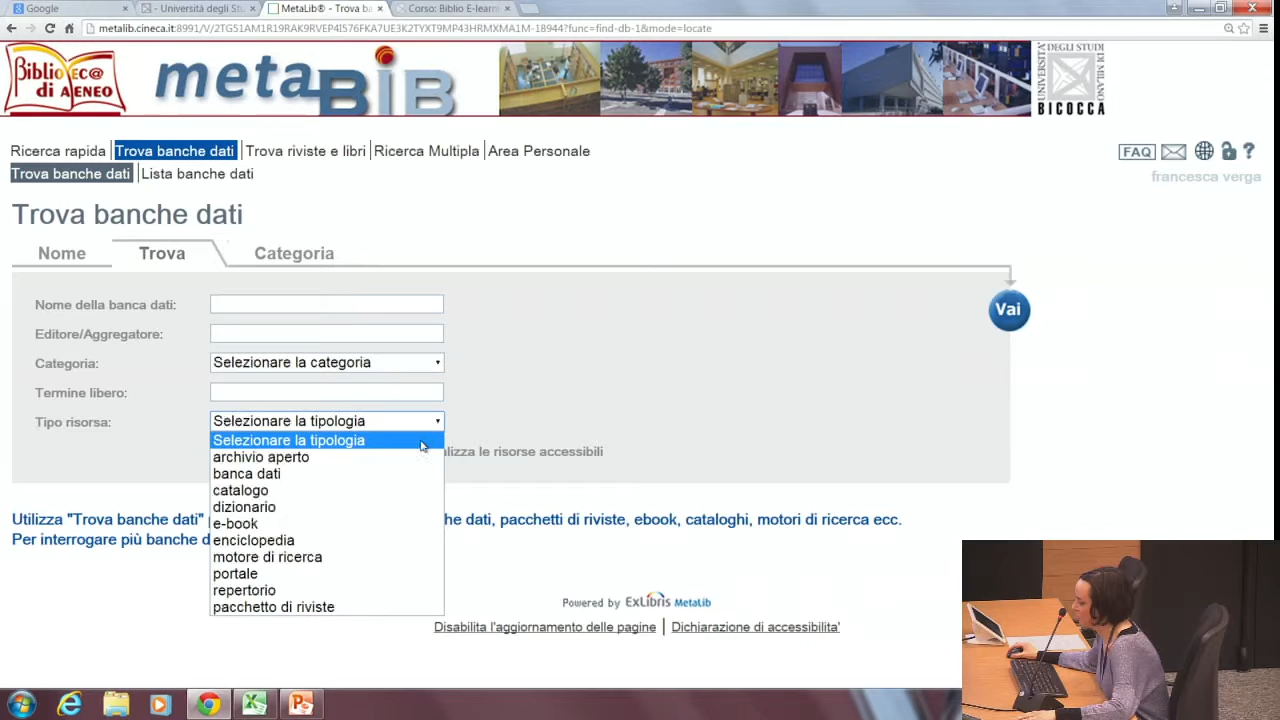 Google
- Università degli Stu
MetaLib® - Trova ba
Corso: Biblio E-learni
metalib.cineca.it:8991/V/2TG51AM1R19RAK9RVEP4I576FKA7UE3K2TYXT9MP43HRMXMA1M-18944?func=find-db-1&mode=locate
BIBLIOTEC@
di ATENEO
metaBIB
UNIVERSITÀ DEGLI STUDI DI MILANO
BICOCCA
Ricerca rapida
Trova banche dati
Trova riviste e libri
Ricerca Multipla
Area Personale
FAQ
?
Trova banche dati
Lista banche dati
francesca verga
Trova banche dati
Nome
Trova
Categoria
Nome della banca dati:
Vai
Editore/Aggregatore:
Categoria:
Selezionare la categoria
Termine libero:
Tipo risorsa:
Selezionare la tipologia
Selezionare la tipologia
archivio aperto
lizza le risorse accessibili
banca dati
catalogo
dizionario
e-book
enciclopedia
motore di ricerca
portale
repertorio
pacchetto di riviste
Utilizza "Trova banche dati"
he dati, pacchetti di riviste, ebook, cataloghi, motori di ricerca ecc.
Per interrogare più banche d
Powered by ExLibris MetaLib
Disabilita l'aggiornamento delle pagine
Dichiarazione di accessibilita'